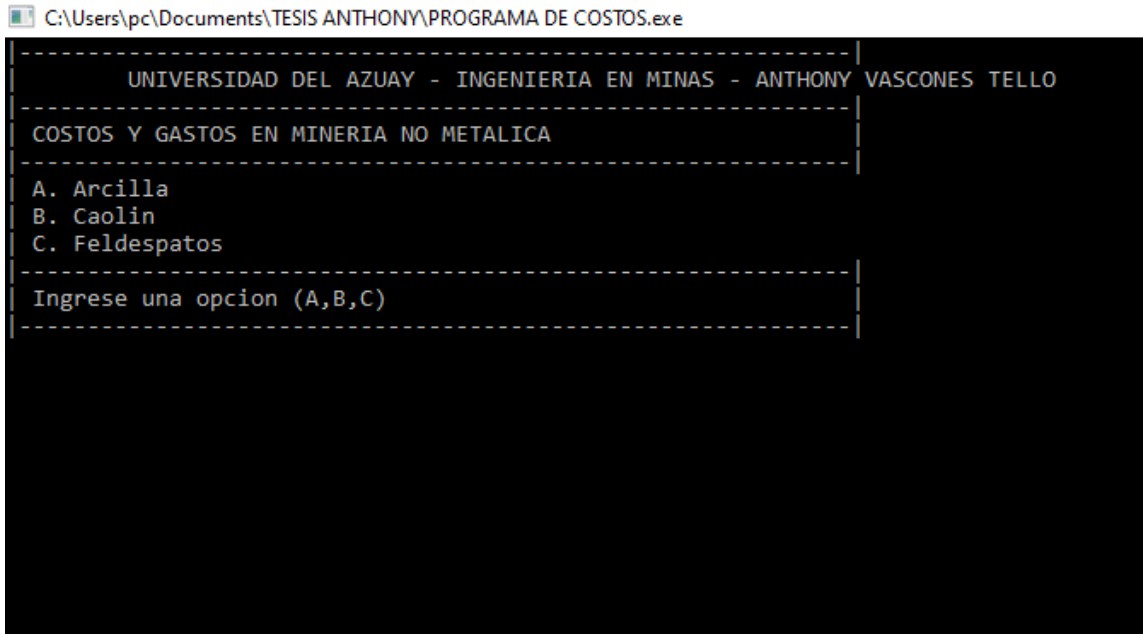 C:\Users\pc\Documents\TESIS ANTHONY\PROGRAMA DE COSTOS.exe
|-------------------------------------------------------------|
| UNIVERSIDAD DEL AZUAY - INGENIERIA EN MINAS - ANTHONY VASCONES TELLO
|-------------------------------------------------------------|
| COSTOS Y GASTOS EN MINERIA NO METALICA |
|-------------------------------------------------------------|
| A. Arcilla
| B. Caolin
| C. Feldespatos
|-------------------------------------------------------------|
| Ingrese una opcion (A,B,C) |
|-------------------------------------------------------------|